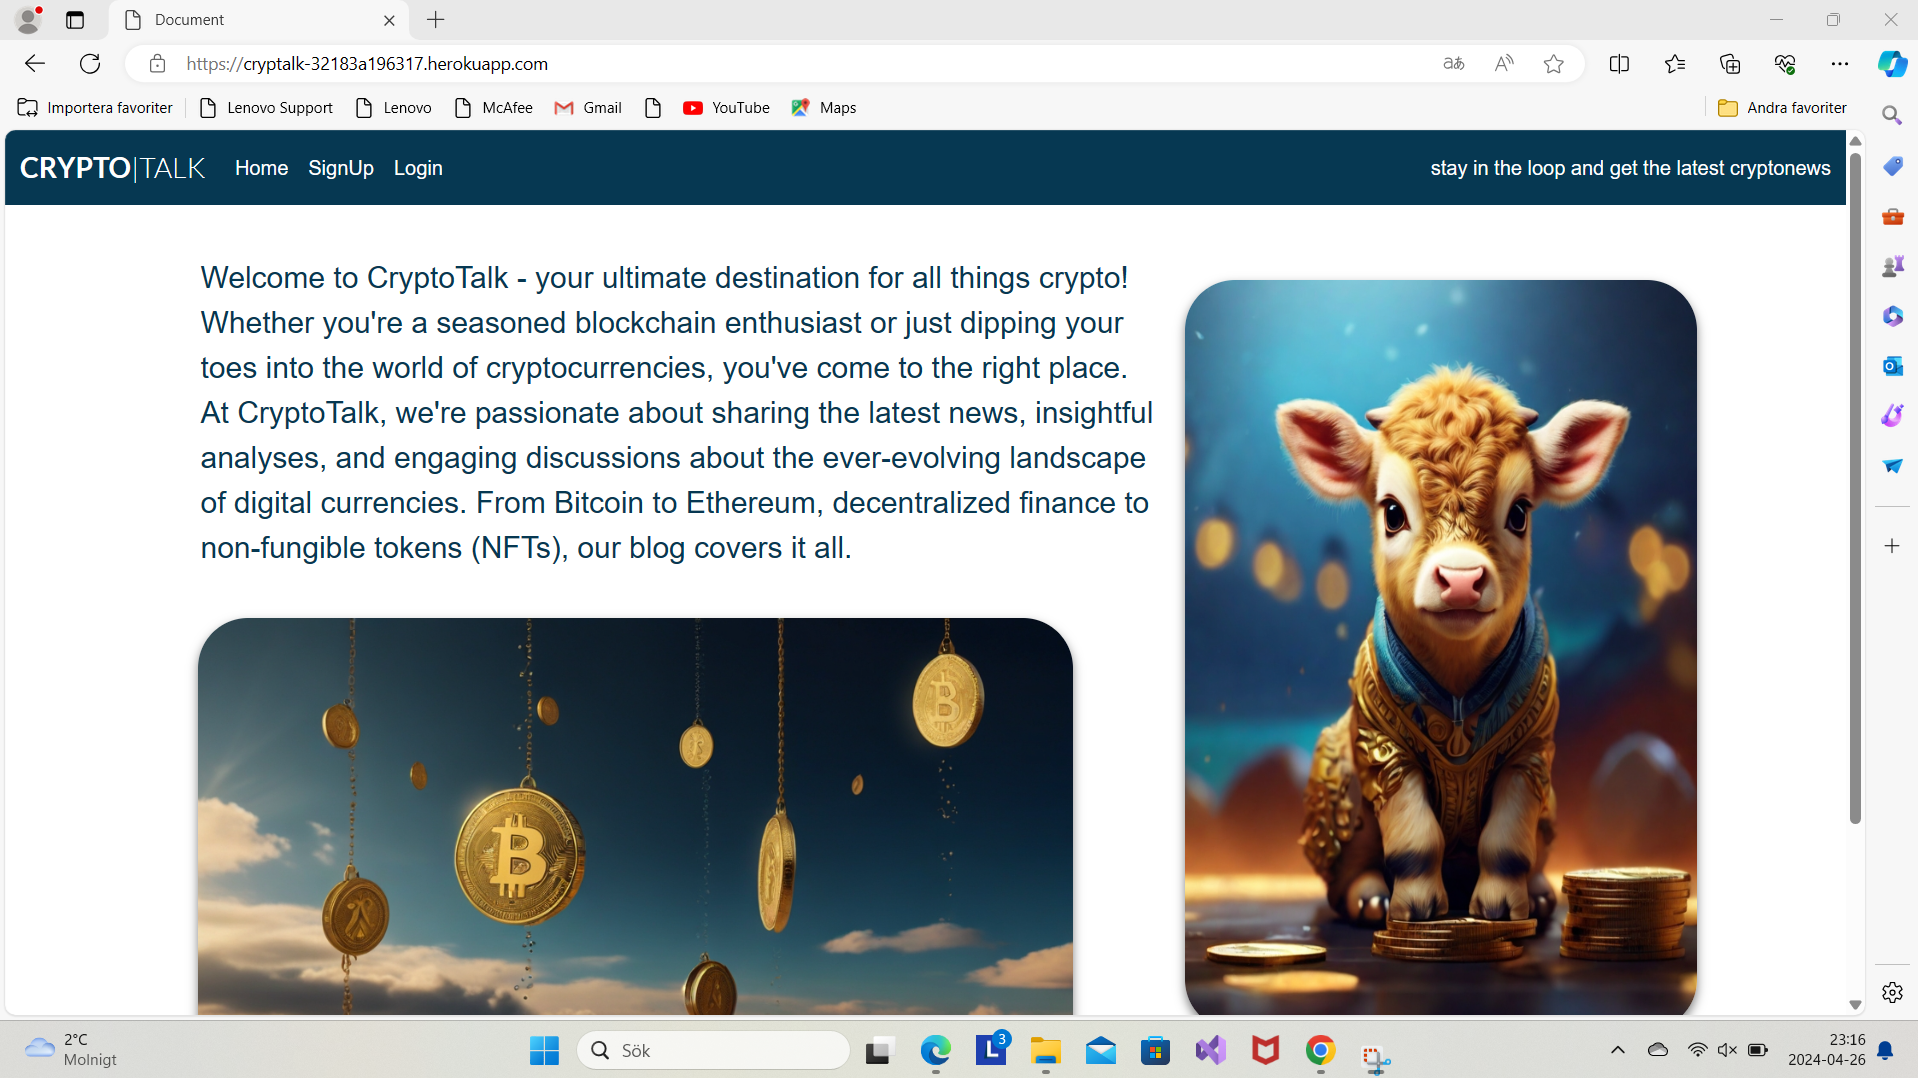 Document
https://cryptalk-32183a196317.herokuapp.com
Importera favoriter
Lenovo Support
Lenovo
McAfee
Gmail
YouTube
Maps
Andra favoriter
CRYPTO|TALK
Home
SignUp
Login
stay in the loop and get the latest cryptonews
Welcome to CryptoTalk - your ultimate destination for all things crypto!
Whether you're a seasoned blockchain enthusiast or just dipping your
toes into the world of cryptocurrencies, you've come to the right place.
At CryptoTalk, we're passionate about sharing the latest news, insightful
analyses, and engaging discussions about the ever-evolving landscape
of digital currencies. From Bitcoin to Ethereum, decentralized finance to
non-fungible tokens (NFTs), our blog covers it all.
2°C
Molnigt
Sök
3
23:16
2024-04-26